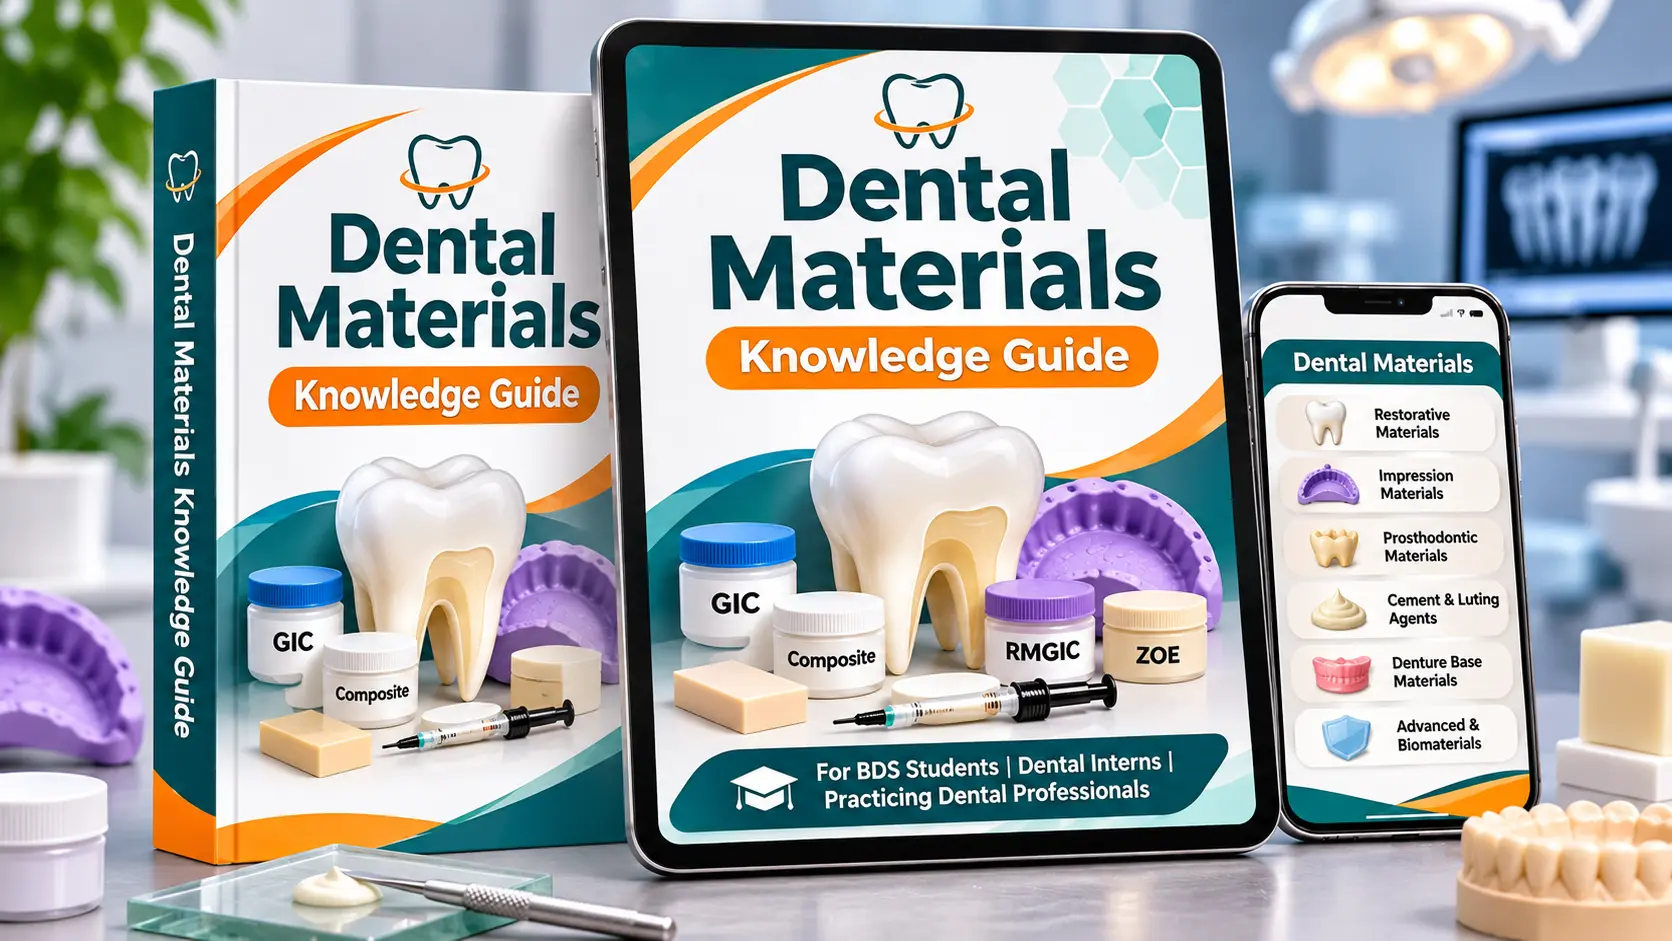 Dental Materials Knowledge Guide
Dental
Materials
Knowledge Guide
GIC
Composite
Dental
Materials
Knowledge Guide
GIC
Composite
RMGIC
ZOE
For BDS Students | Dental Interns |
Practicing Dental Professionals
Dental Materials
Restorative
Materials
Impression
Materials
Prosthodontic
Materials
Cement & Luting
Agents
Denture Base
Materials
Advanced &
Biomaterials